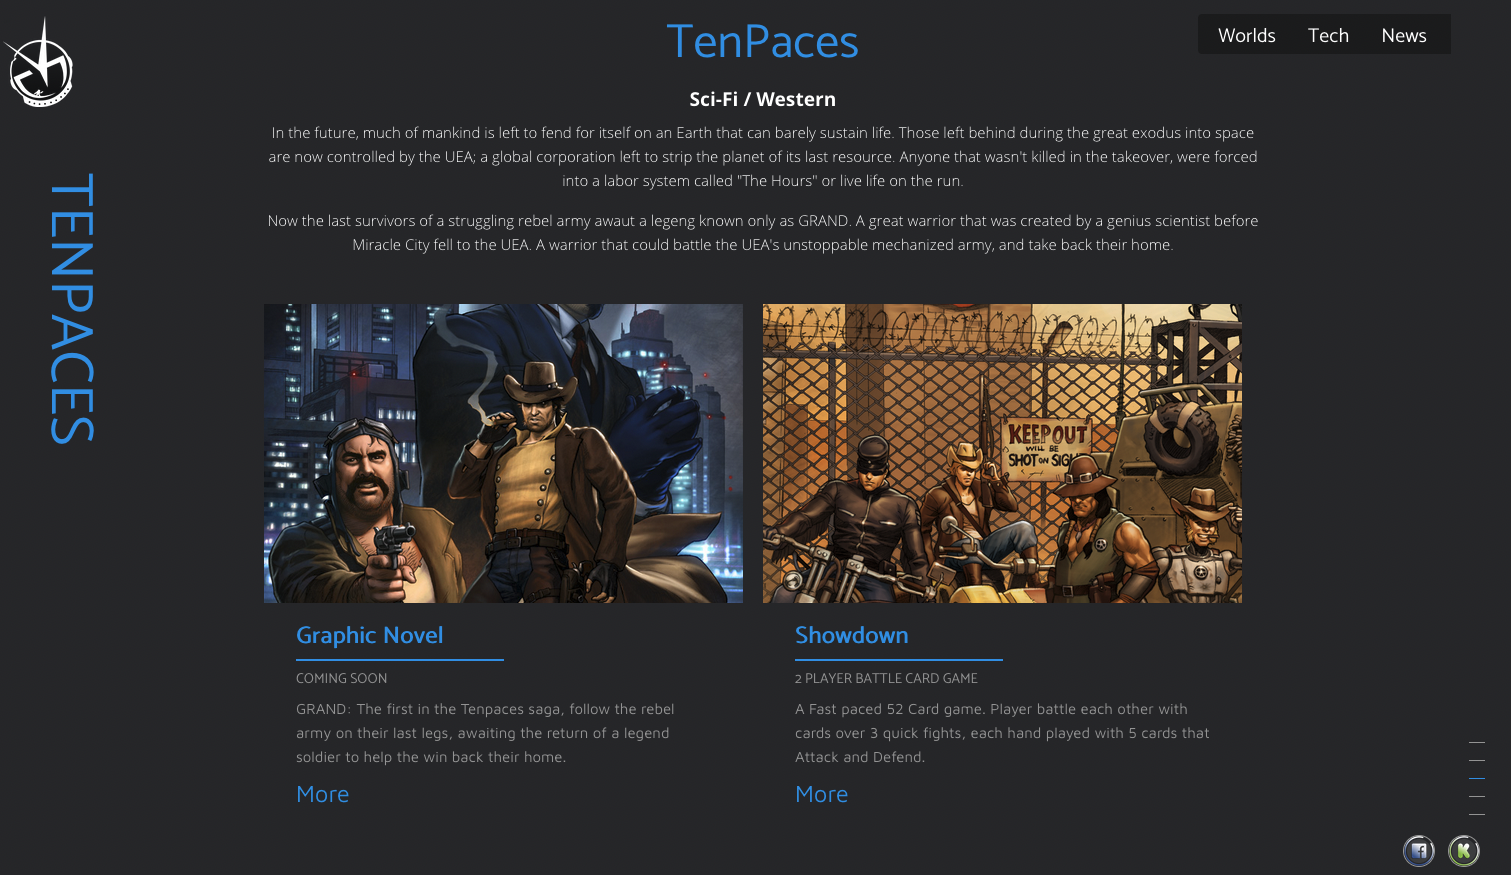 TenPaces
Worlds Tech News
TENPACES
Sci-Fi / Western
In the future, much of mankind is left to fend for itself on an Earth that can barely sustain life. Those left behind during the great exodus into space
are now controlled by the UEA; a global corporation left to strip the planet of its last resource. Anyone that wasn't killed in the takeover, were forced
into a labor system called "The Hours" or live life on the run.
Now the last survivors of a struggling rebel army awaut a legeng known only as GRAND. A great warrior that was created by a genius scientist before
Miracle City fell to the UEA. A warrior that could battle the UEA's unstoppable mechanized army, and take back their home.
KEEP OUT
WILL BE
SHOT ON SIGH
Graphic Novel
COMING SOON
GRAND: The first in the Tenpaces saga, follow the rebel
army on their last legs, awaiting the return of a legend
soldier to help the win back their home.
More
Showdown
2 PLAYER BATTLE CARD GAME
A Fast paced 52 Card game. Player battle each other with
cards over 3 quick fights, each hand played with 5 cards that
Attack and Defend.
More